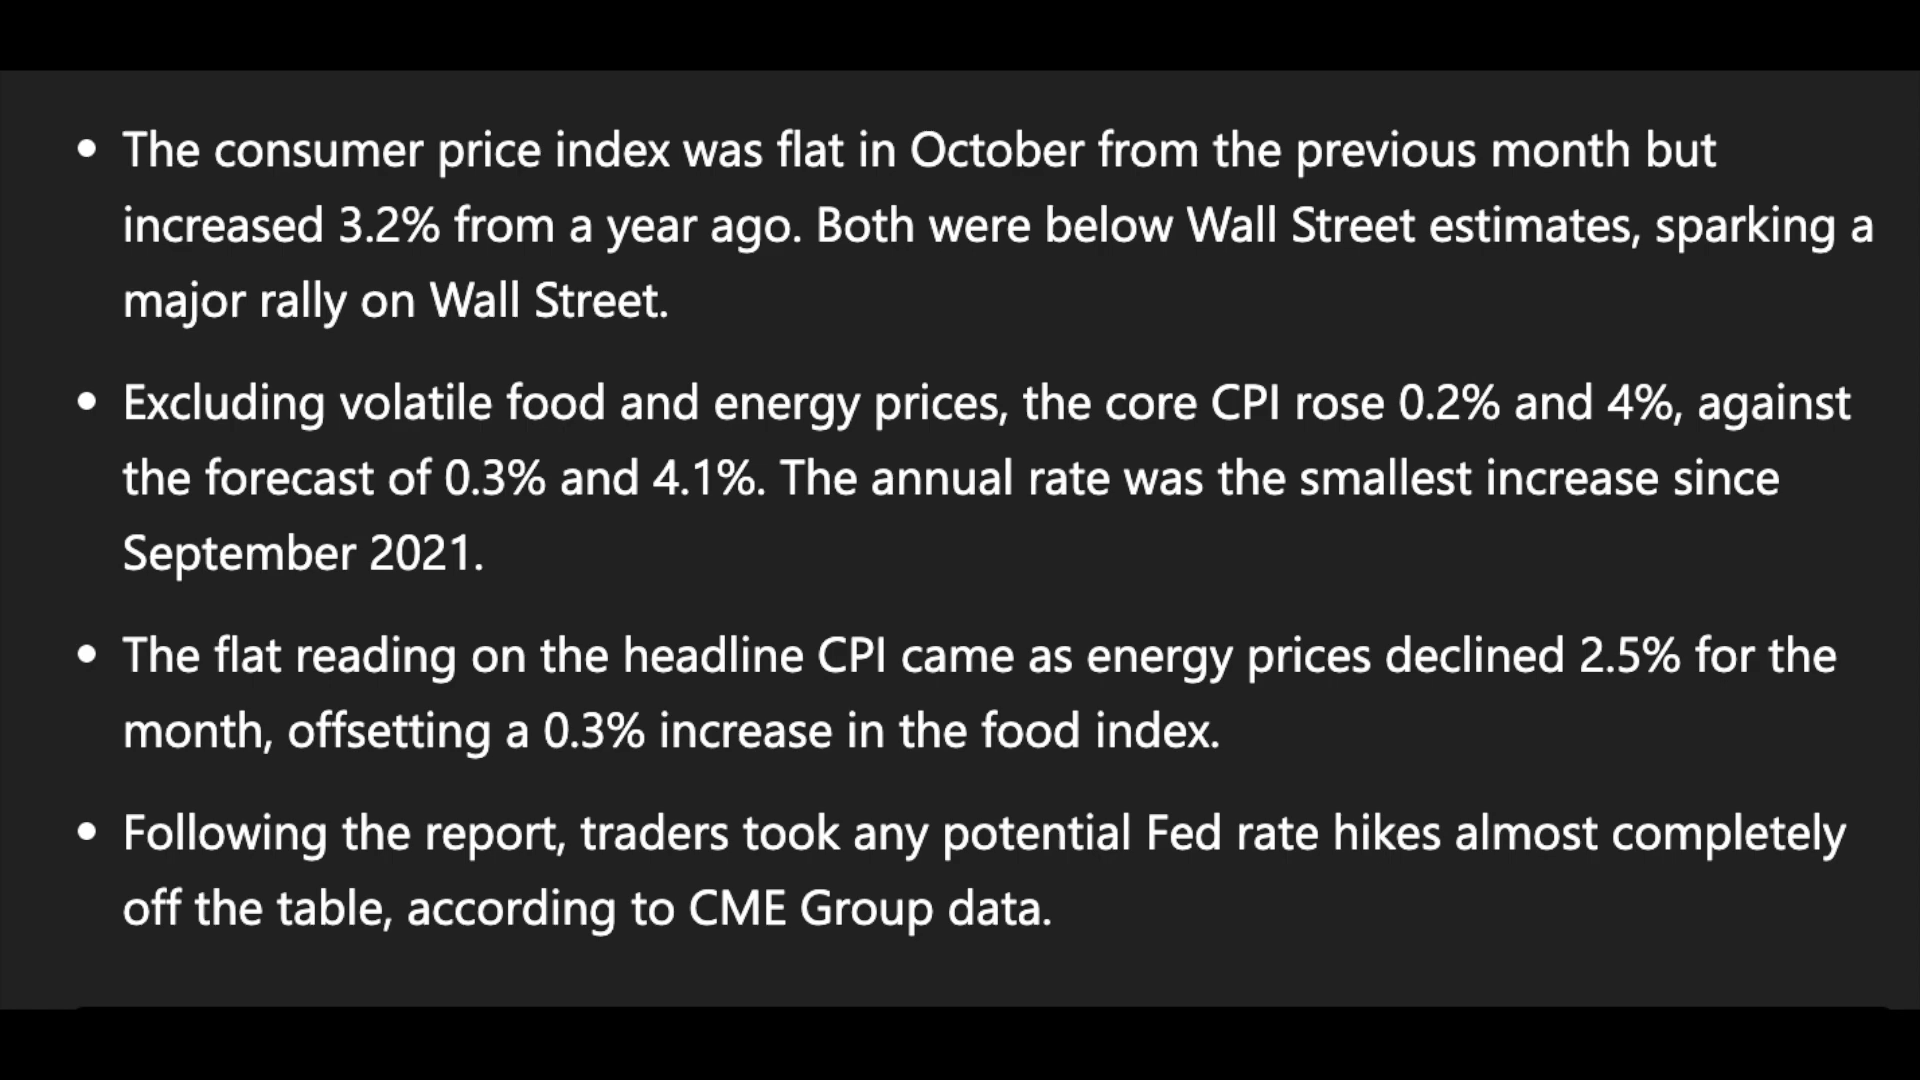 • The consumer price index was flat in October from the previous month but
increased 3.2% from a year ago. Both were below Wall Street estimates, sparking a
major rally on Wall Street.
• Excluding volatile food and energy prices, the core CPI rose 0.2% and 4%, against
the forecast of 0.3% and 4.1%. The annual rate was the smallest increase since
September 2021.
• The flat reading on the headline CPI came as energy prices declined 2.5% for the
month, offsetting a 0.3% increase in the food index.
• Following the report, traders took any potential Fed rate hikes almost completely
off the table, according to CME Group data.